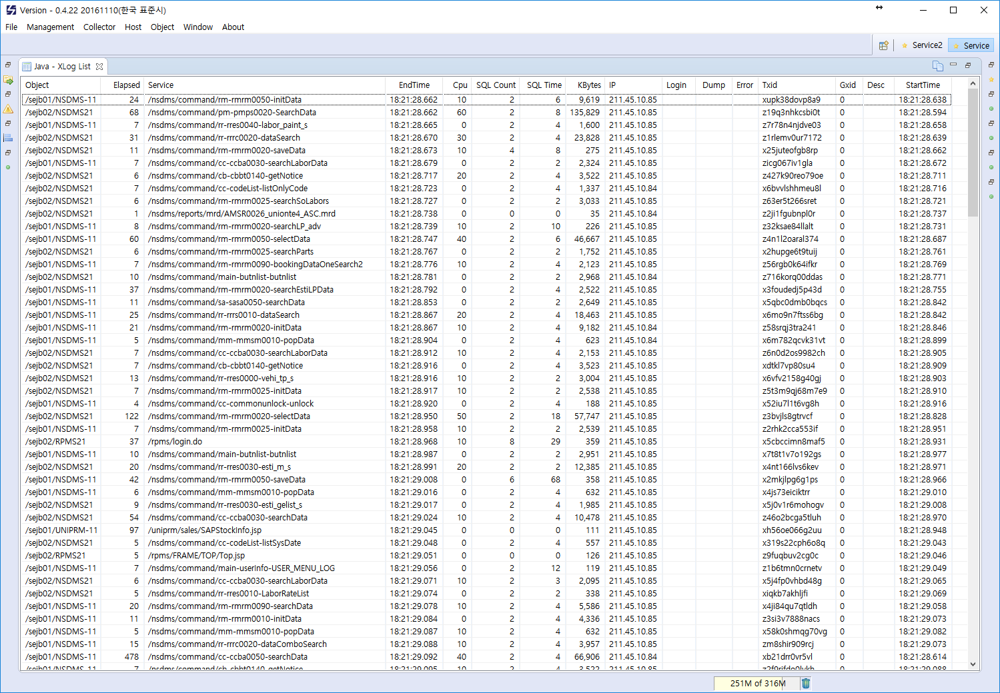 Version - 0.4.22 20161110(한국 표준시)
File Management Collector Host Object Window About
Service2 Service
Java - XLog List
Object Elapsed Service EndTime Cpu SQL Count SQL Time KBytes IP Login Dump Error Txid Gxid Desc StartTime
/sejb01/NSDMS-11 24 /nsdms/command/rm-rmrm0050-initData 18:21:28.662 10 2 6 9,619 211.45.10.85 xupk38dovp8a9 0 18:21:28.638
/sejb02/NSDMS21 68 /nsdms/command/pm-pmps0020-SearchData 18:21:28.662 60 2 8 135,829 211.45.10.85 z19q3nhkcsbi0t 0 18:21:28.594
/sejb01/NSDMS-11 7 /nsdms/command/rr-rres0040-labor_paint_s 18:21:28.665 0 2 4 1,600 211.45.10.85 z7r78n4njdve03 0 18:21:28.658
/sejb02/NSDMS21 31 /nsdms/command/rr-rrrc0020-dataSearch 18:21:28.670 30 2 4 23,828 211.45.10.85 z1rlemv0ur7172 0 18:21:28.639
/sejb02/NSDMS21 11 /nsdms/command/rm-rmrm0020-saveData 18:21:28.673 10 4 8 275 211.45.10.85 x25juteofgb8rp 0 18:21:28.662
/sejb01/NSDMS-11 7 /nsdms/command/cc-ccba0030-searchLaborData 18:21:28.679 0 2 2 2,324 211.45.10.85 zicg067iv1gla 0 18:21:28.672
/sejb02/NSDMS21 6 /nsdms/command/cb-cbbt0140-getNotice 18:21:28.717 20 2 4 3,522 211.45.10.85 z427k90reo79oe 0 18:21:28.711
/sejb01/NSDMS-11 7 /nsdms/command/cc-codeList-listOnlyCode 18:21:28.723 0 2 4 1,337 211.45.10.84 x6bvvlshhmeu8l 0 18:21:28.716
/sejb02/NSDMS21 6 /nsdms/command/rm-rmrm0025-searchSoLabors 18:21:28.727 0 2 2 3,033 211.45.10.85 z63er5t266sret 0 18:21:28.721
/sejb02/NSDMS21 1 /nsdms/reports/mrd/AMSR0026_unionte4_ASC.mrd 18:21:28.738 0 0 0 35 211.45.10.84 z2ji1fgubnpl0r 0 18:21:28.737
/sejb01/NSDMS-11 8 /nsdms/command/rm-rmrm0020-searchLP_adv 18:21:28.739 10 2 10 226 211.45.10.85 z32ksae84llalt 0 18:21:28.731
/sejb01/NSDMS-11 60 /nsdms/command/rm-rmrm0050-selectData 18:21:28.747 40 2 6 46,667 211.45.10.85 z4n1l2oaral374 0 18:21:28.687
/sejb02/NSDMS21 6 /nsdms/command/rm-rmrm0025-searchParts 18:21:28.767 0 2 2 1,752 211.45.10.85 x2hupge6t9tuij 0 18:21:28.761
/sejb01/NSDMS-11 7 /nsdms/command/rm-rmrm0090-bookingDataOneSearch2 18:21:28.776 10 2 4 2,123 211.45.10.85 z56rgb0k64ifkr 0 18:21:28.769
/sejb02/NSDMS21 10 /nsdms/command/main-butnlist-butnlist 18:21:28.781 0 2 2 2,968 211.45.10.84 z716korq00ddas 0 18:21:28.771
/sejb01/NSDMS-11 37 /nsdms/command/rm-rmrm0020-searchEstiLPData 18:21:28.792 0 2 4 2,522 211.45.10.85 x3foudedj5p43d 0 18:21:28.755
/sejb01/NSDMS-11 11 /nsdms/command/sa-sasa0050-searchData 18:21:28.853 0 2 2 2,649 211.45.10.85 x5qbc0dmb0bqcs 0 18:21:28.842
/sejb01/NSDMS-11 25 /nsdms/command/rr-rrrs0010-dataSearch 18:21:28.867 20 2 4 18,463 211.45.10.85 x6mo9n7ftss6bg 0 18:21:28.842
/sejb01/NSDMS-11 21 /nsdms/command/rm-rmrm0020-initData 18:21:28.867 10 2 4 9,182 211.45.10.84 z58srqj3tra241 0 18:21:28.846
/sejb01/NSDMS-11 5 /nsdms/command/mm-mmsm0010-popData 18:21:28.904 0 2 4 623 211.45.10.84 x6m782qcvk31vt 0 18:21:28.899
/sejb02/NSDMS21 7 /nsdms/command/cc-ccba0030-searchLaborData 18:21:28.912 10 2 4 2,153 211.45.10.85 z6n0d2os9982ch 0 18:21:28.905
/sejb02/NSDMS21 7 /nsdms/command/cb-cbbt0140-getNotice 18:21:28.916 0 2 4 3,523 211.45.10.85 xdtkl7vp80su4 0 18:21:28.909
/sejb02/NSDMS21 13 /nsdms/command/rr-rres0000-vehi_tp_s 18:21:28.916 10 2 2 3,004 211.45.10.85 x6vfv2158g40gj 0 18:21:28.903
/sejb02/NSDMS21 7 /nsdms/command/rm-rmrm0025-initData 18:21:28.917 10 2 2 2,538 211.45.10.85 z5t3m9qj68m7e9 0 18:21:28.910
/sejb01/NSDMS-11 4 /nsdms/command/cc-commonunlock-unlock 18:21:28.920 0 2 4 188 211.45.10.85 x52iu7l1t6vg8h 0 18:21:28.916
/sejb02/NSDMS21 122 /nsdms/command/rm-rmrm0020-selectData 18:21:28.950 50 2 18 57,747 211.45.10.85 z3bvjls8gtrvcf 0 18:21:28.828
/sejb01/NSDMS-11 7 /nsdms/command/rm-rmrm0025-initData 18:21:28.958 10 2 2 2,539 211.45.10.85 z2rhk2cca553if 0 18:21:28.951
/sejb02/RPMS21 37 /rpms/login.do 18:21:28.968 10 8 29 359 211.45.10.85 x5cbccimn8maf5 0 18:21:28.931
/sejb01/NSDMS-11 10 /nsdms/command/main-butnlist-butnlist 18:21:28.987 0 2 2 2,951 211.45.10.85 x7t8t1v7o192gs 0 18:21:28.977
/sejb02/NSDMS21 20 /nsdms/command/rr-rres0030-esti_m_s 18:21:28.991 20 2 2 12,385 211.45.10.85 x4nt166lvs6kev 0 18:21:28.971
/sejb01/NSDMS-11 42 /nsdms/command/rm-rmrm0050-saveData 18:21:29.008 0 6 68 358 211.45.10.85 x2mkjlpg6g1ps 0 18:21:28.966
/sejb01/NSDMS-11 6 /nsdms/command/mm-mmsm0010-popData 18:21:29.016 0 2 4 632 211.45.10.85 x4js73eiciktrr 0 18:21:29.010
/sejb02/NSDMS21 9 /nsdms/command/rr-rres0030-esti_gelist_s 18:21:29.017 0 2 4 1,985 211.45.10.85 x5j0v1r6mohogv 0 18:21:29.008
/sejb02/NSDMS21 54 /nsdms/command/cc-ccba0030-searchData 18:21:29.024 10 2 4 10,478 211.45.10.85 z46o2bcga5tluh 0 18:21:28.970
/sejb01/UNIPRM-11 97 /uniprm/sales/SAPStockInfo.jsp 18:21:29.045 0 0 0 111 211.45.10.85 xh56oe066g2uu 0 18:21:28.948
/sejb02/NSDMS21 5 /nsdms/command/cc-codeList-listSysDate 18:21:29.048 0 2 4 557 211.45.10.85 x319s22cph6o8q 0 18:21:29.043
/sejb02/RPMS21 5 /rpms/FRAME/TOP/Top.jsp 18:21:29.051 0 0 0 126 211.45.10.85 z9fuqbuv2cg0c 0 18:21:29.046
/sejb01/NSDMS-11 7 /nsdms/command/main-userInfo-USER_MENU_LOG 18:21:29.056 0 2 12 119 211.45.10.85 z1b6tmn0crnetv 0 18:21:29.049
/sejb02/NSDMS21 6 /nsdms/command/cc-ccba0030-searchLaborData 18:21:29.071 10 2 3 2,095 211.45.10.85 x5j4fp0vhbd48g 0 18:21:29.065
/sejb02/NSDMS21 5 /nsdms/command/rr-rres0010-LaborRateList 18:21:29.074 0 2 2 338 211.45.10.85 xiqkb7akhljfi 0 18:21:29.069
/sejb01/NSDMS-11 20 /nsdms/command/rm-rmrm0090-searchData 18:21:29.078 10 2 4 5,586 211.45.10.85 x4ji84qu7qtldh 0 18:21:29.058
/sejb01/NSDMS-11 11 /nsdms/command/rm-rmrm0010-initData 18:21:29.084 0 2 4 4,336 211.45.10.85 z3si3v7888nacs 0 18:21:29.073
/sejb01/NSDMS-11 5 /nsdms/command/mm-mmsm0010-popData 18:21:29.087 10 2 4 632 211.45.10.85 x58k0shmqg70vg 0 18:21:29.082
/sejb01/NSDMS-11 15 /nsdms/command/rr-rrrc0020-dataComboSearch 18:21:29.088 10 2 4 3,957 211.45.10.85 zm8shir909rcj 0 18:21:29.073
/sejb01/NSDMS-11 478 /nsdms/command/cc-ccba0050-searchData 18:21:29.092 40 2 4 66,906 211.45.10.84 xb21drr0vr5vl 0 18:21:28.614
/sejb01/NSDMS-11 7 /nsdms/command/cb-cbbt0140-getNotice 18:21:29.095 10 2 4 3,522 211.45.10.85 0 18:21:29.088
251M of 316M